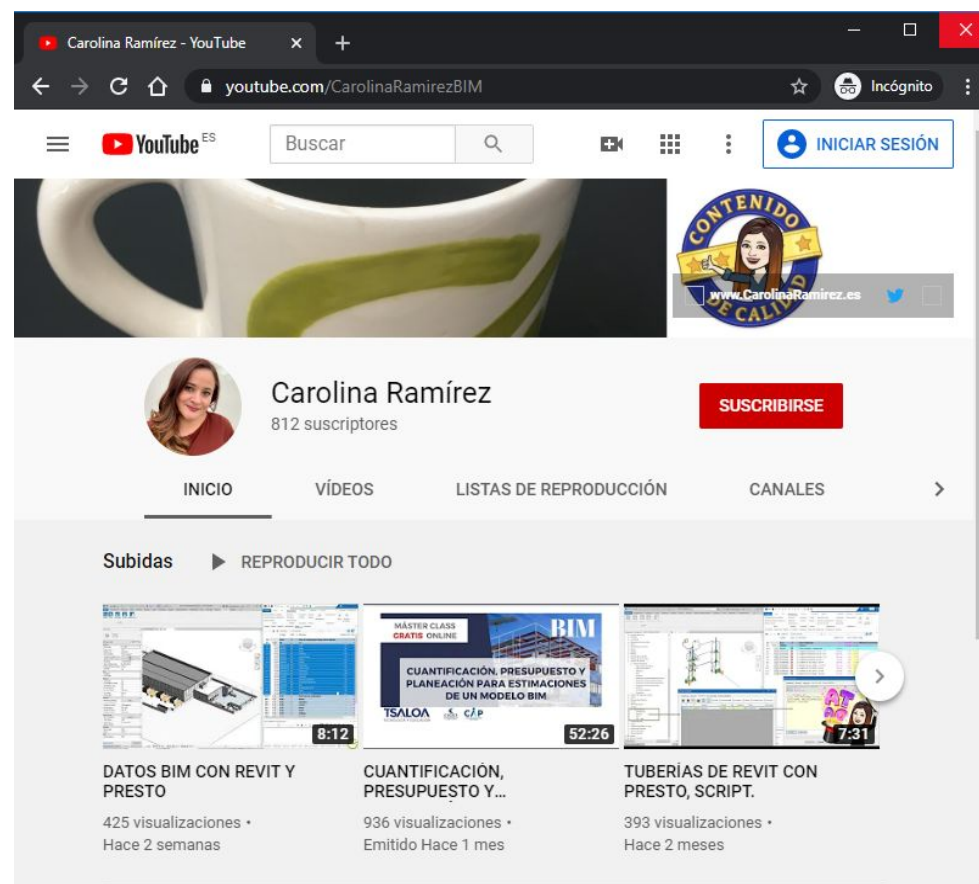 Carolina Ramírez - YouTube
youtube.com/CarolinaRamirezBIM
Incógnito
YouTube ES
Buscar
INICIAR SESIÓN
CONTENIDO
www.CarolinaRamirez.es
DE CALIDAD
Carolina Ramírez
812 suscriptores
SUSCRIBIRSE
INICIO VÍDEOS LISTAS DE REPRODUCCIÓN CANALES
Subidas REPRODUCIR TODO
MÁSTER CLASS
GRATIS ONLINE
BIM
CUANTIFICACIÓN, PRESUPUESTO Y
PLANEACIÓN PARA ESTIMACIONES
DE UN MODELO BIM
TSALOA
8:12
52:26
7:31
DATOS BIM CON REVIT Y
PRESTO
425 visualizaciones •
Hace 2 semanas
CUANTIFICACIÓN,
PRESUPUESTO Y...
936 visualizaciones •
Emitido Hace 1 mes
TUBERÍAS DE REVIT CON
PRESTO, SCRIPT.
393 visualizaciones •
Hace 2 meses